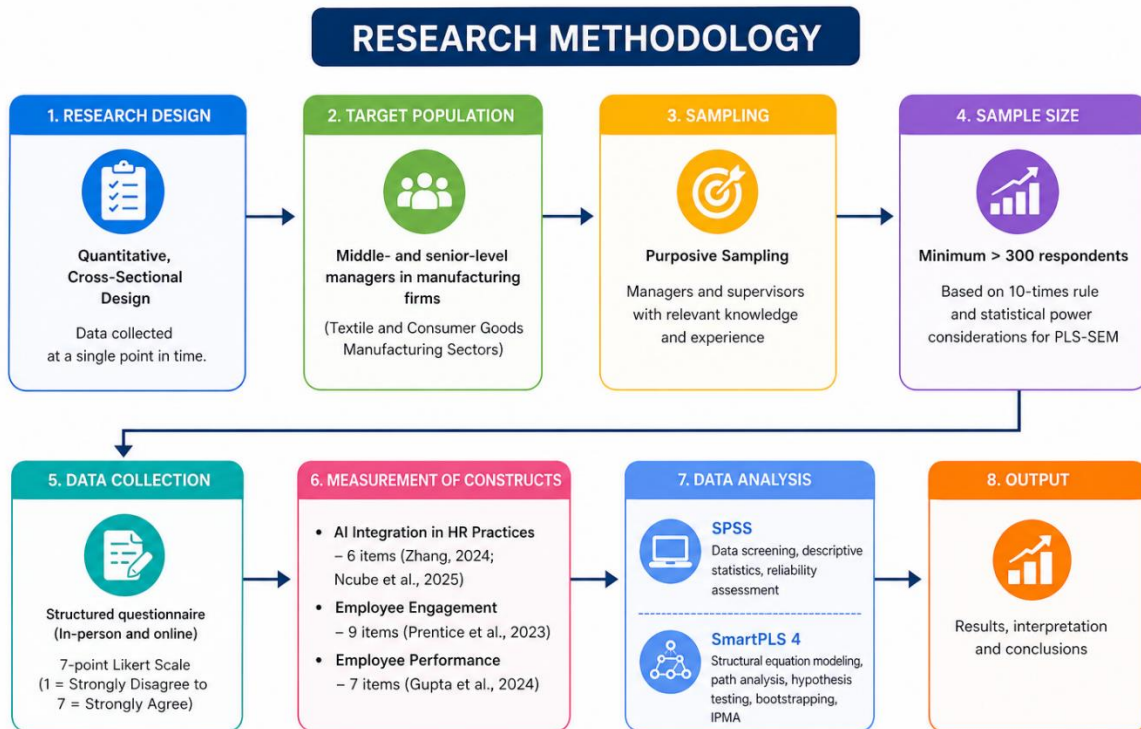 RESEARCH METHODOLOGY
1. RESEARCH DESIGN
Quantitative,
Cross-Sectional
Design
Data collected
at a single point in time.
2. TARGET POPULATION
Middle- and senior-level
managers in manufacturing
firms
(Textile and Consumer Goods
Manufacturing Sectors)
3. SAMPLING
Purposive Sampling
Managers and supervisors
with relevant knowledge
and experience
4. SAMPLE SIZE
Minimum > 300 respondents
Based on 10-times rule
and statistical power
considerations for PLS-SEM
5. DATA COLLECTION
Structured questionnaire
(In-person and online)
7-point Likert Scale
(1 = Strongly Disagree to
7 = Strongly Agree)
6. MEASUREMENT OF CONSTRUCTS
• AI Integration in HR Practices
– 6 items (Zhang, 2024;
Ncube et al., 2025)
• Employee Engagement
– 9 items (Prentice et al., 2023)
• Employee Performance
– 7 items (Gupta et al., 2024)
7. DATA ANALYSIS
SPSS
Data screening, descriptive
statistics, reliability
assessment
SmartPLS 4
Structural equation modeling,
path analysis, hypothesis
testing, bootstrapping,
IPMA
8. OUTPUT
Results, interpretation
and conclusions